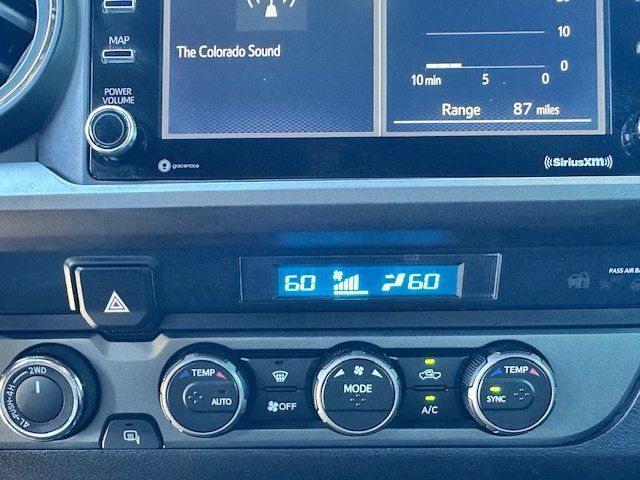 MAP
POWER
VOLUME
The Colorado Sound
10
0
10 min 5 0
Range 87 miles
gracenote
((SiriusXM))
60 60
PASS AIR BA
2WD
TEMP
AUTO
OFF
MODE
A/C
TEMP
SYNC